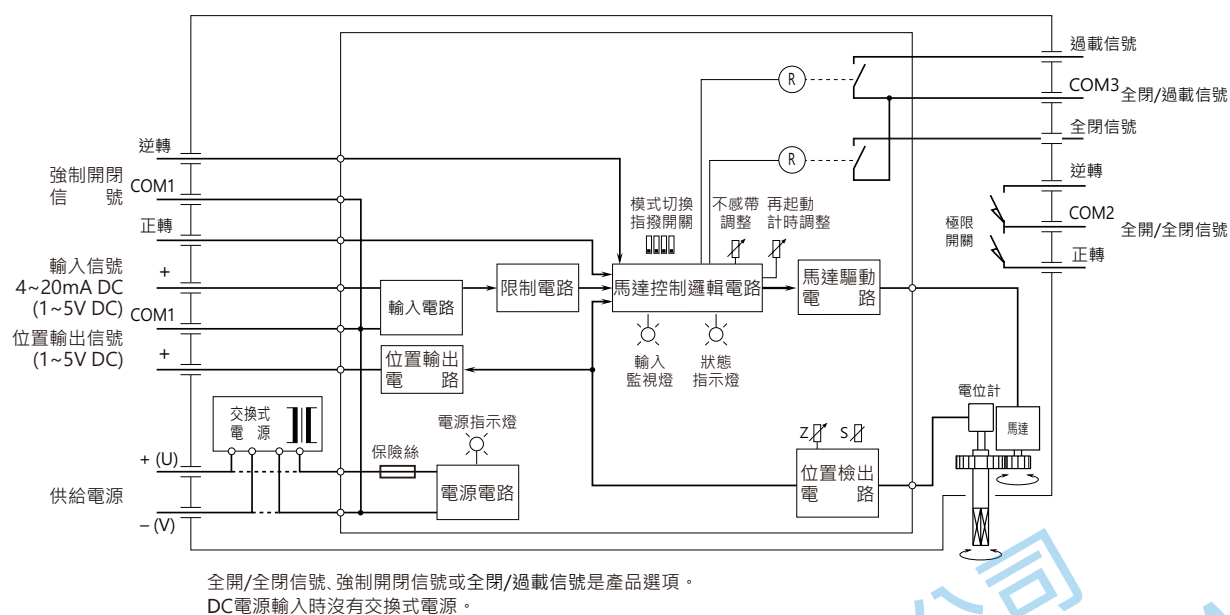 過載信號
COM3
全閉/過載信號
全閉信號
逆轉
COM2
全開/全閉信號
正轉
極限
開關
R
R
逆轉
強制開閉
信 號
COM1
正轉
輸入信號
4~20mA DC
(1~5V DC)
+
COM1
位置輸出信號
(1~5V DC)
+
模式切換
指撥開關
不感帶
調整
再起動
計時調整
輸入電路
限制電路
馬達控制邏輯電路
馬達驅動
電 路
輸入
監視燈
狀態
指示燈
位置輸出
電 路
電位計
馬達
交換式
電 源
電源指示燈
保險絲
電源電路
Z
S
位置檢出
電 路
+ (U)
供給電源
– (V)
全開/全閉信號、強制開閉信號或全閉/過載信號是產品選項。
DC電源輸入時沒有交換式電源。
公司